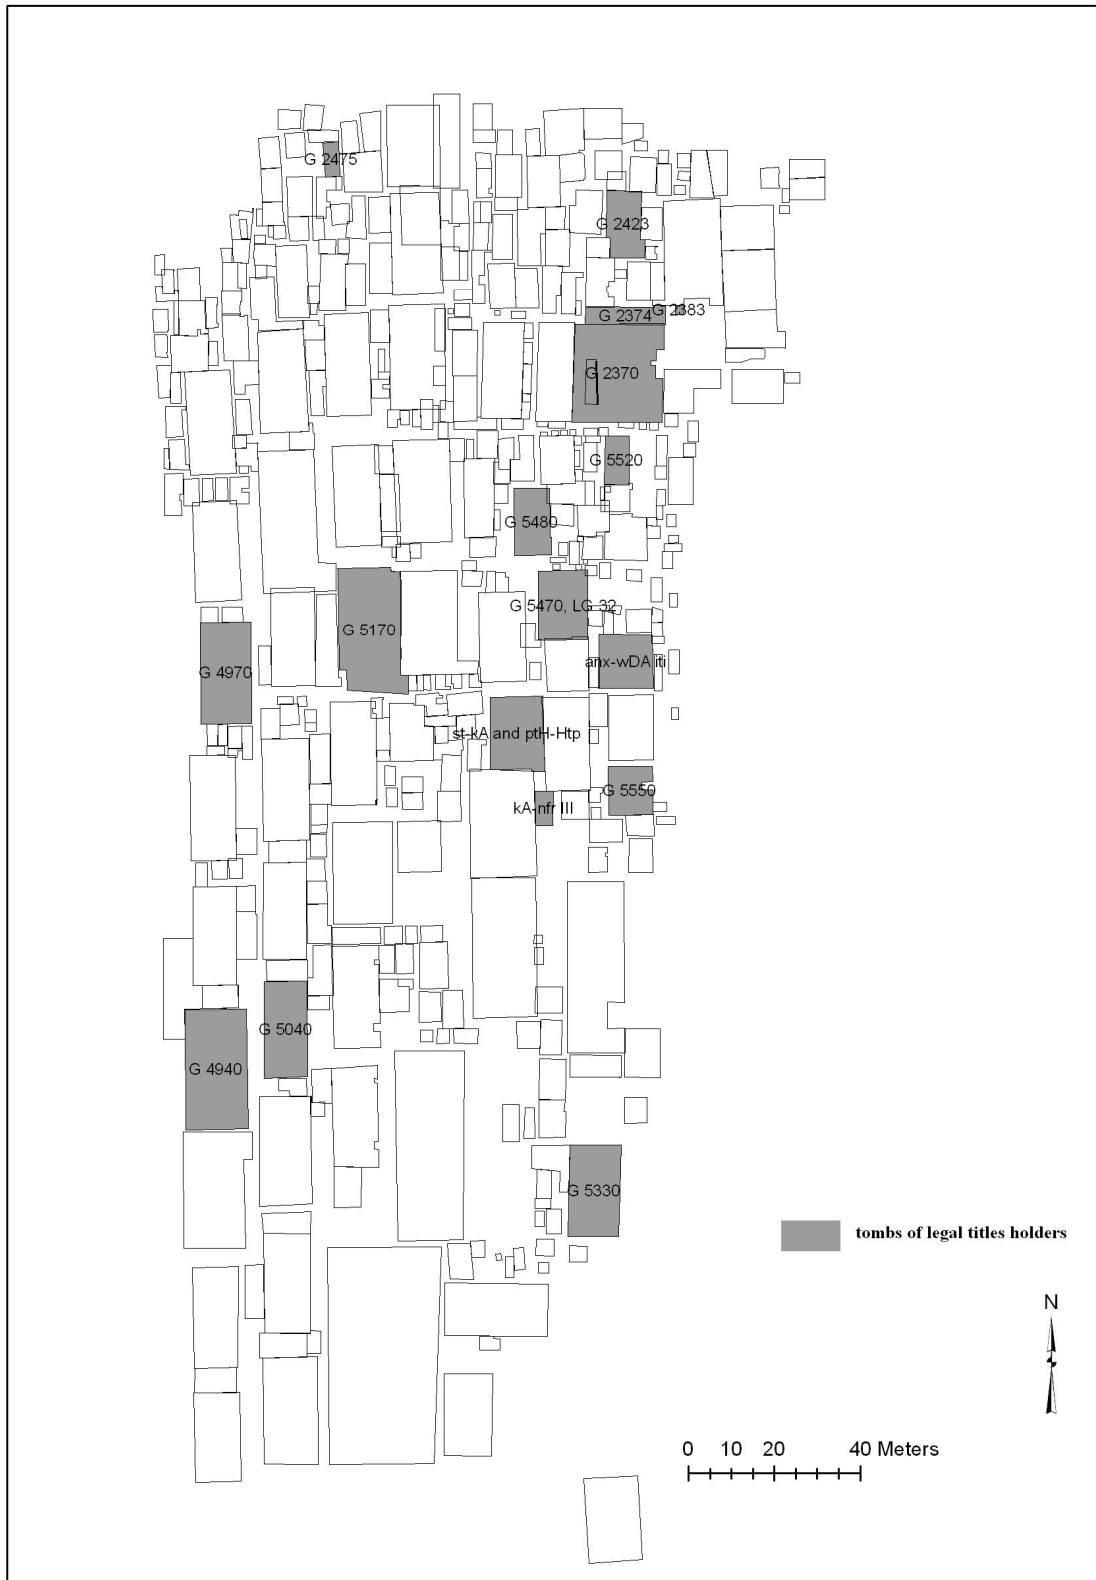 G 2475
G 2423
G 2374
G 2383
G 2370
G 5520
G 5480
G 5470, LG 32
G 5170
anx-wDA iti
G 4970
st-kA and ptH-Htp
G 5550
kA-nfr III
G 5040
G 4940
G 5330
tombs of legal titles holders
N
0 10 20 40 Meters